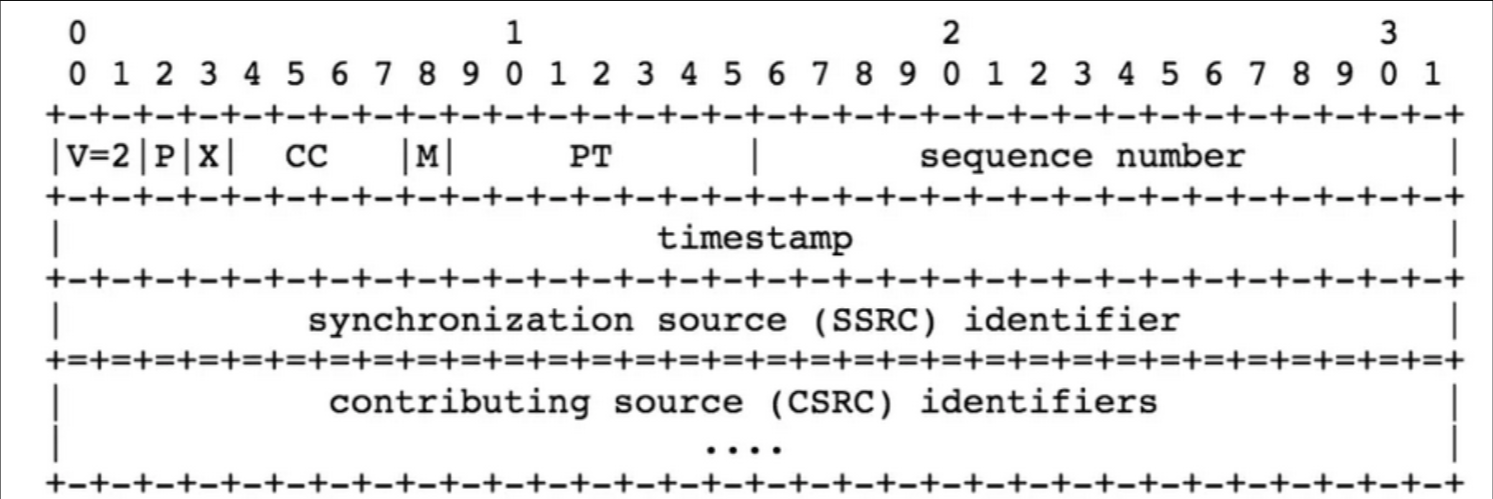 0                   1                   2                   3
 0 1 2 3 4 5 6 7 8 9 0 1 2 3 4 5 6 7 8 9 0 1 2 3 4 5 6 7 8 9 0 1
+-+-+-+-+-+-+-+-+-+-+-+-+-+-+-+-+-+-+-+-+-+-+-+-+-+-+-+-+-+-+-+-+
|V=2|P|X|  CC   |M|     PT      |       sequence number         |
+-+-+-+-+-+-+-+-+-+-+-+-+-+-+-+-+-+-+-+-+-+-+-+-+-+-+-+-+-+-+-+-+
|                           timestamp                           |
+-+-+-+-+-+-+-+-+-+-+-+-+-+-+-+-+-+-+-+-+-+-+-+-+-+-+-+-+-+-+-+-+
|           synchronization source (SSRC) identifier            |
+=+=+=+=+=+=+=+=+=+=+=+=+=+=+=+=+=+=+=+=+=+=+=+=+=+=+=+=+=+=+=+=+
|            contributing source (CSRC) identifiers             |
|                             ....                              |
+-+-+-+-+-+-+-+-+-+-+-+-+-+-+-+-+-+-+-+-+-+-+-+-+-+-+-+-+-+-+-+-+